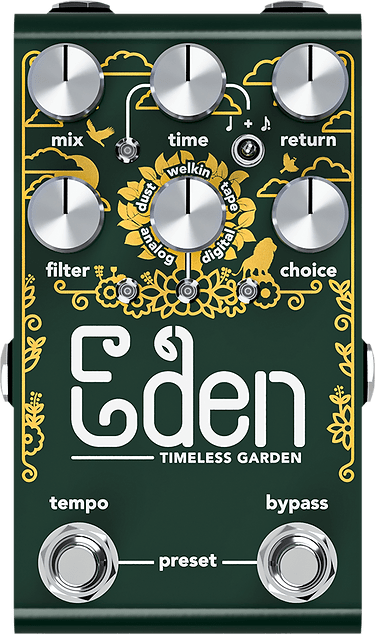 mix
time
♩ + ♪.
return
dust
welkin
tape
analog
digital
filter
choice
Eden
TIMELESS GARDEN
tempo
bypass
preset